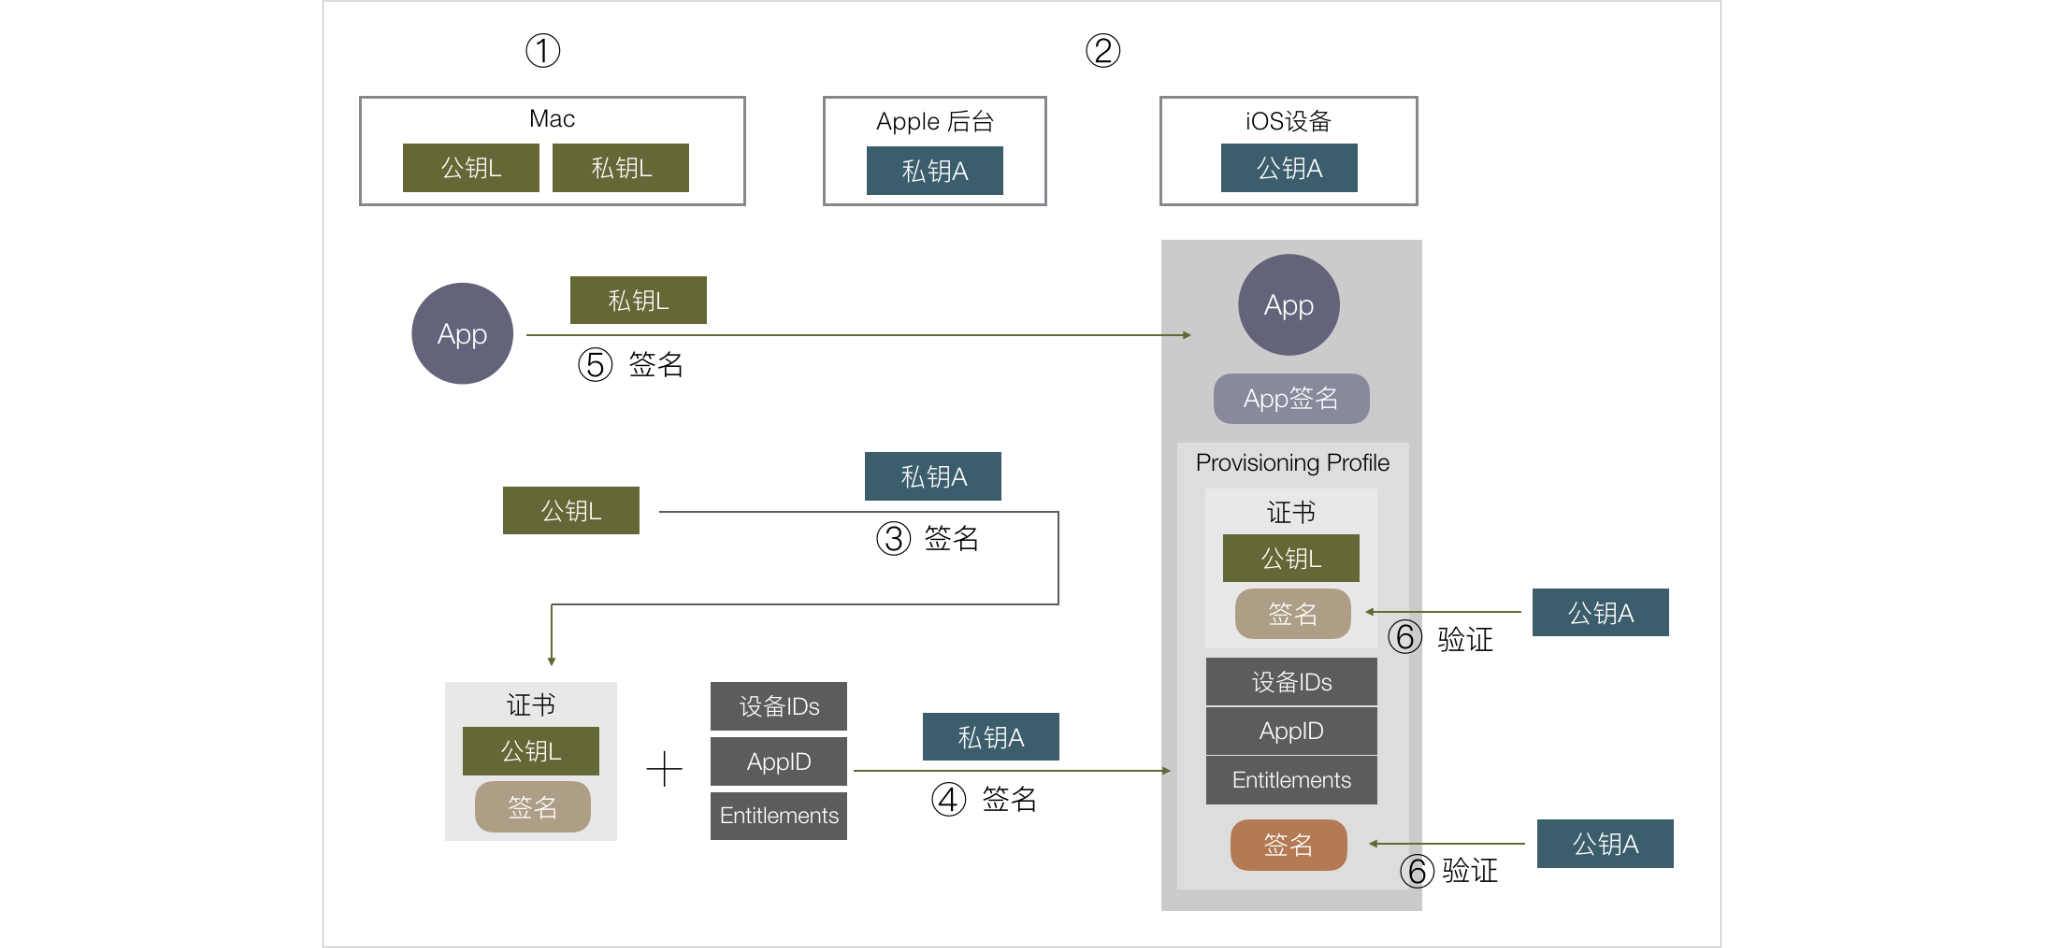 ①
②
Mac
公钥L
私钥L
Apple 后台
私钥A
iOS设备
公钥A
App
私钥L
⑤ 签名
App
App签名
公钥L
私钥A
③ 签名
Provisioning Profile
证书
公钥L
签名
⑥ 验证
公钥A
设备IDs
AppID
Entitlements
签名
⑥ 验证
公钥A
证书
公钥L
签名
设备IDs
AppID
Entitlements
私钥A
④ 签名